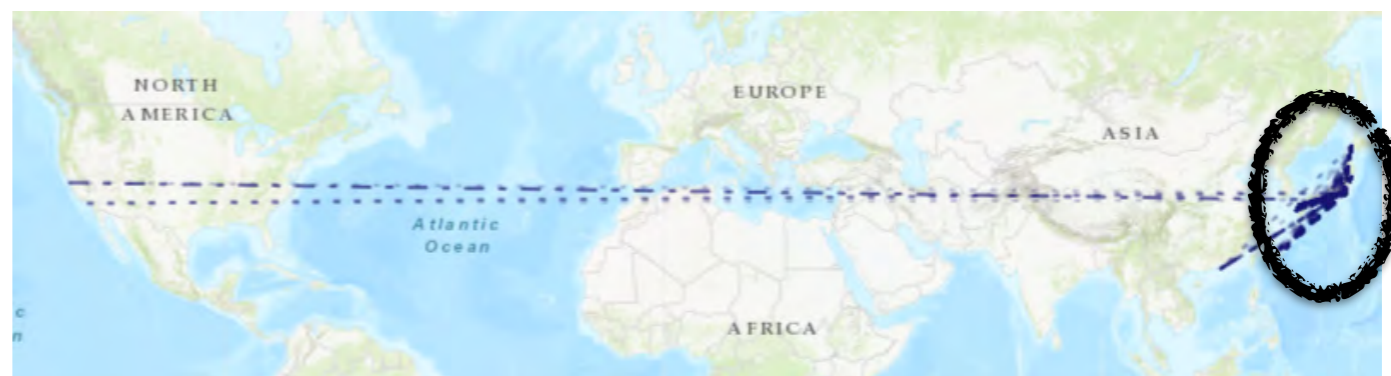 NORTH
AMERICA
EUROPE
ASIA
Atlantic
Ocean
AFRICA
c
n